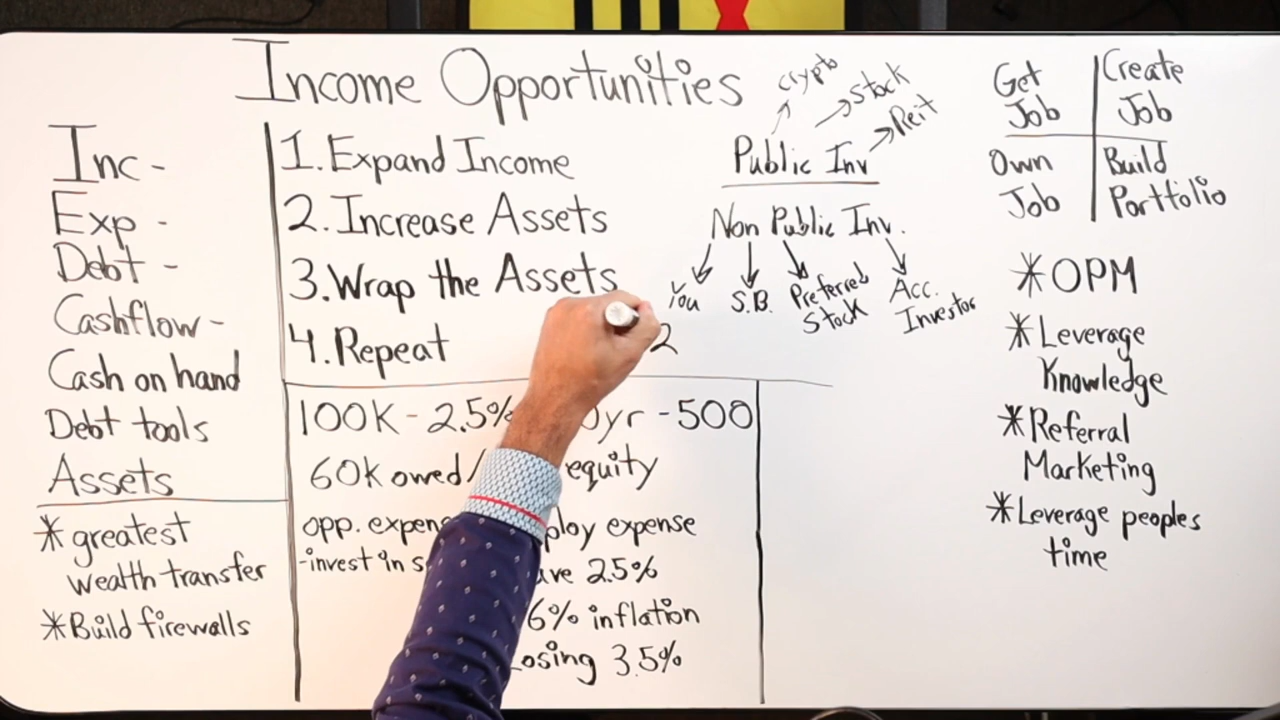 Income Opportunities
Inc -
Exp -
Debt -
Cashflow -
Cash on hand
Debt tools
Assets
* greatest
wealth transfer
* Build firewalls
1. Expand Income
2. Increase Assets
3. Wrap the Assets
4. Repeat
2
100K - 2.5% yr - 500
60K owed/ equity
opp. expense
-invest in
expense
2.5%
6% inflation
Losing 3.5%
crypto
Stock
Reit
Public Inv
Non Public Inv.
You
S.B.
Preferred
Stock
Acc.
Investor
Get
Job
Create
Job
Own
Job
Build
Portfolio
* OPM
* Leverage
Knowledge
* Referral
Marketing
* Leverage peoples
time